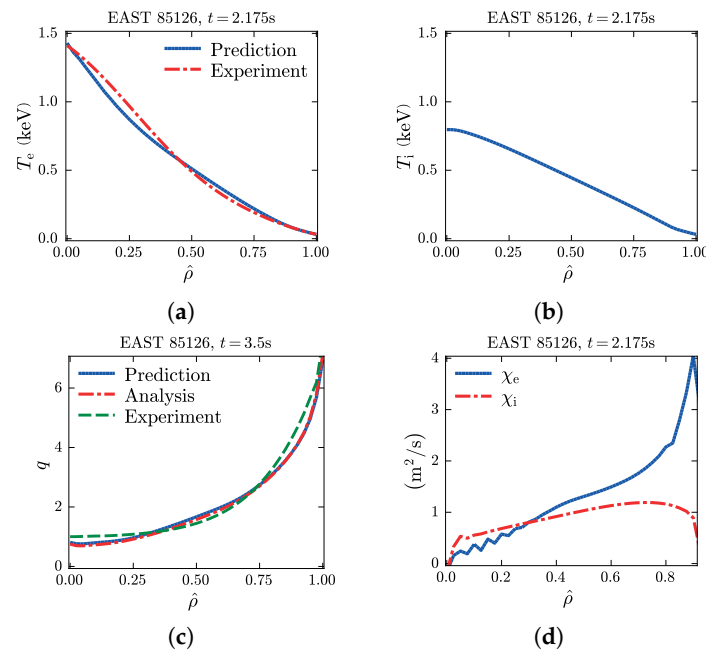 EAST 85126, t = 2.175s
1.5
1.0
0.5
0.0
T_e (keV)
Prediction
Experiment
0.00 0.25 0.50 0.75 1.00
ρ̂
(a)
EAST 85126, t = 2.175s
1.5
1.0
0.5
0.0
T_i (keV)
0.00 0.25 0.50 0.75 1.00
ρ̂
(b)
EAST 85126, t = 3.5s
6
4
2
0
q
Prediction
Analysis
Experiment
0.00 0.25 0.50 0.75 1.00
ρ̂
(c)
EAST 85126, t = 2.175s
4
3
2
1
0
(m²/s)
χ_e
χ_i
0.0 0.2 0.4 0.6 0.8
ρ̂
(d)